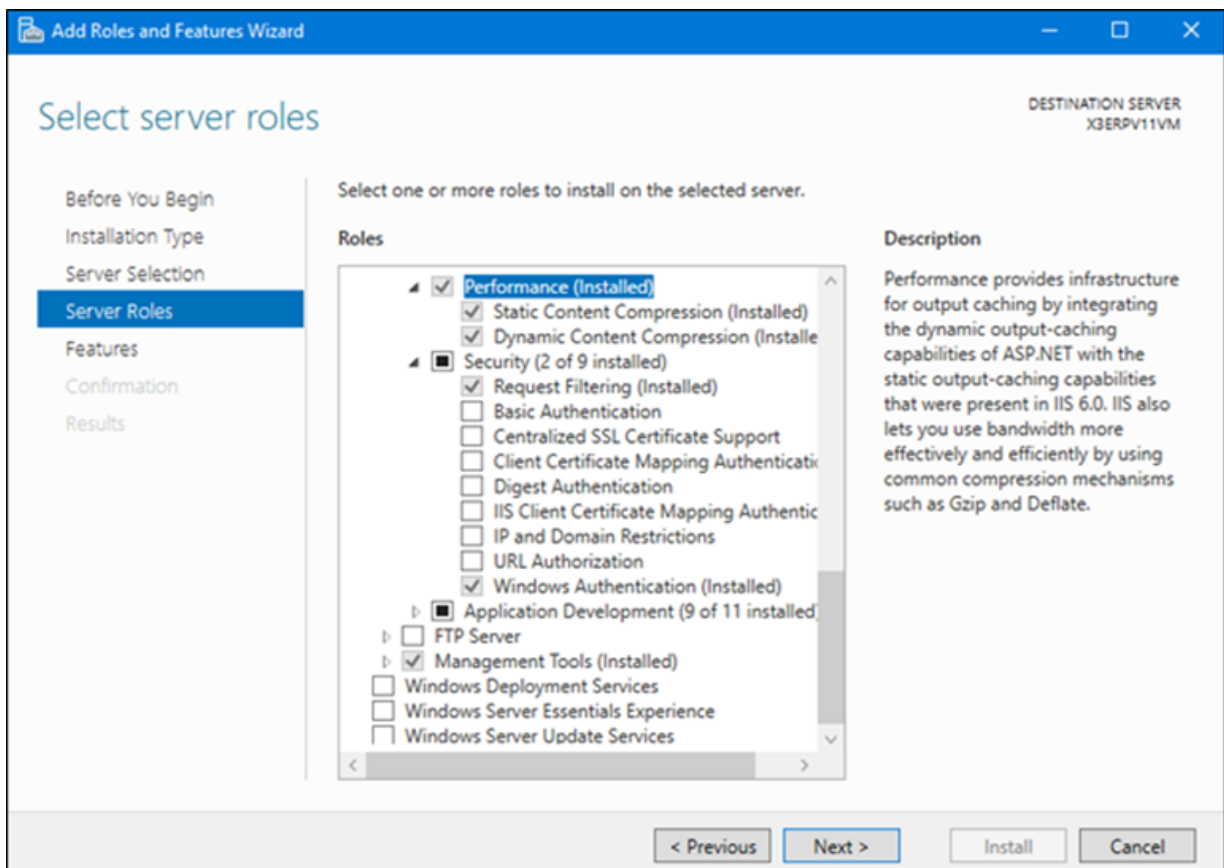 Add Roles and Features Wizard
Select server roles
DESTINATION SERVER
X3ERPV11VM
Before You Begin
Installation Type
Server Selection
Server Roles
Features
Confirmation
Results
Select one or more roles to install on the selected server.
Roles
Performance (Installed)
Static Content Compression (Installed)
Dynamic Content Compression (Installe
Security (2 of 9 installed)
Request Filtering (Installed)
Basic Authentication
Centralized SSL Certificate Support
Client Certificate Mapping Authenticatic
Digest Authentication
IIS Client Certificate Mapping Authentic
IP and Domain Restrictions
URL Authorization
Windows Authentication (Installed)
Application Development (9 of 11 installed)
FTP Server
Management Tools (Installed)
Windows Deployment Services
Windows Server Essentials Experience
Windows Server Update Services
Description
Performance provides infrastructure
for output caching by integrating
the dynamic output-caching
capabilities of ASP.NET with the
static output-caching capabilities
that were present in IIS 6.0. IIS also
lets you use bandwidth more
effectively and efficiently by using
common compression mechanisms
such as Gzip and Deflate.
< Previous
Next >
Install
Cancel